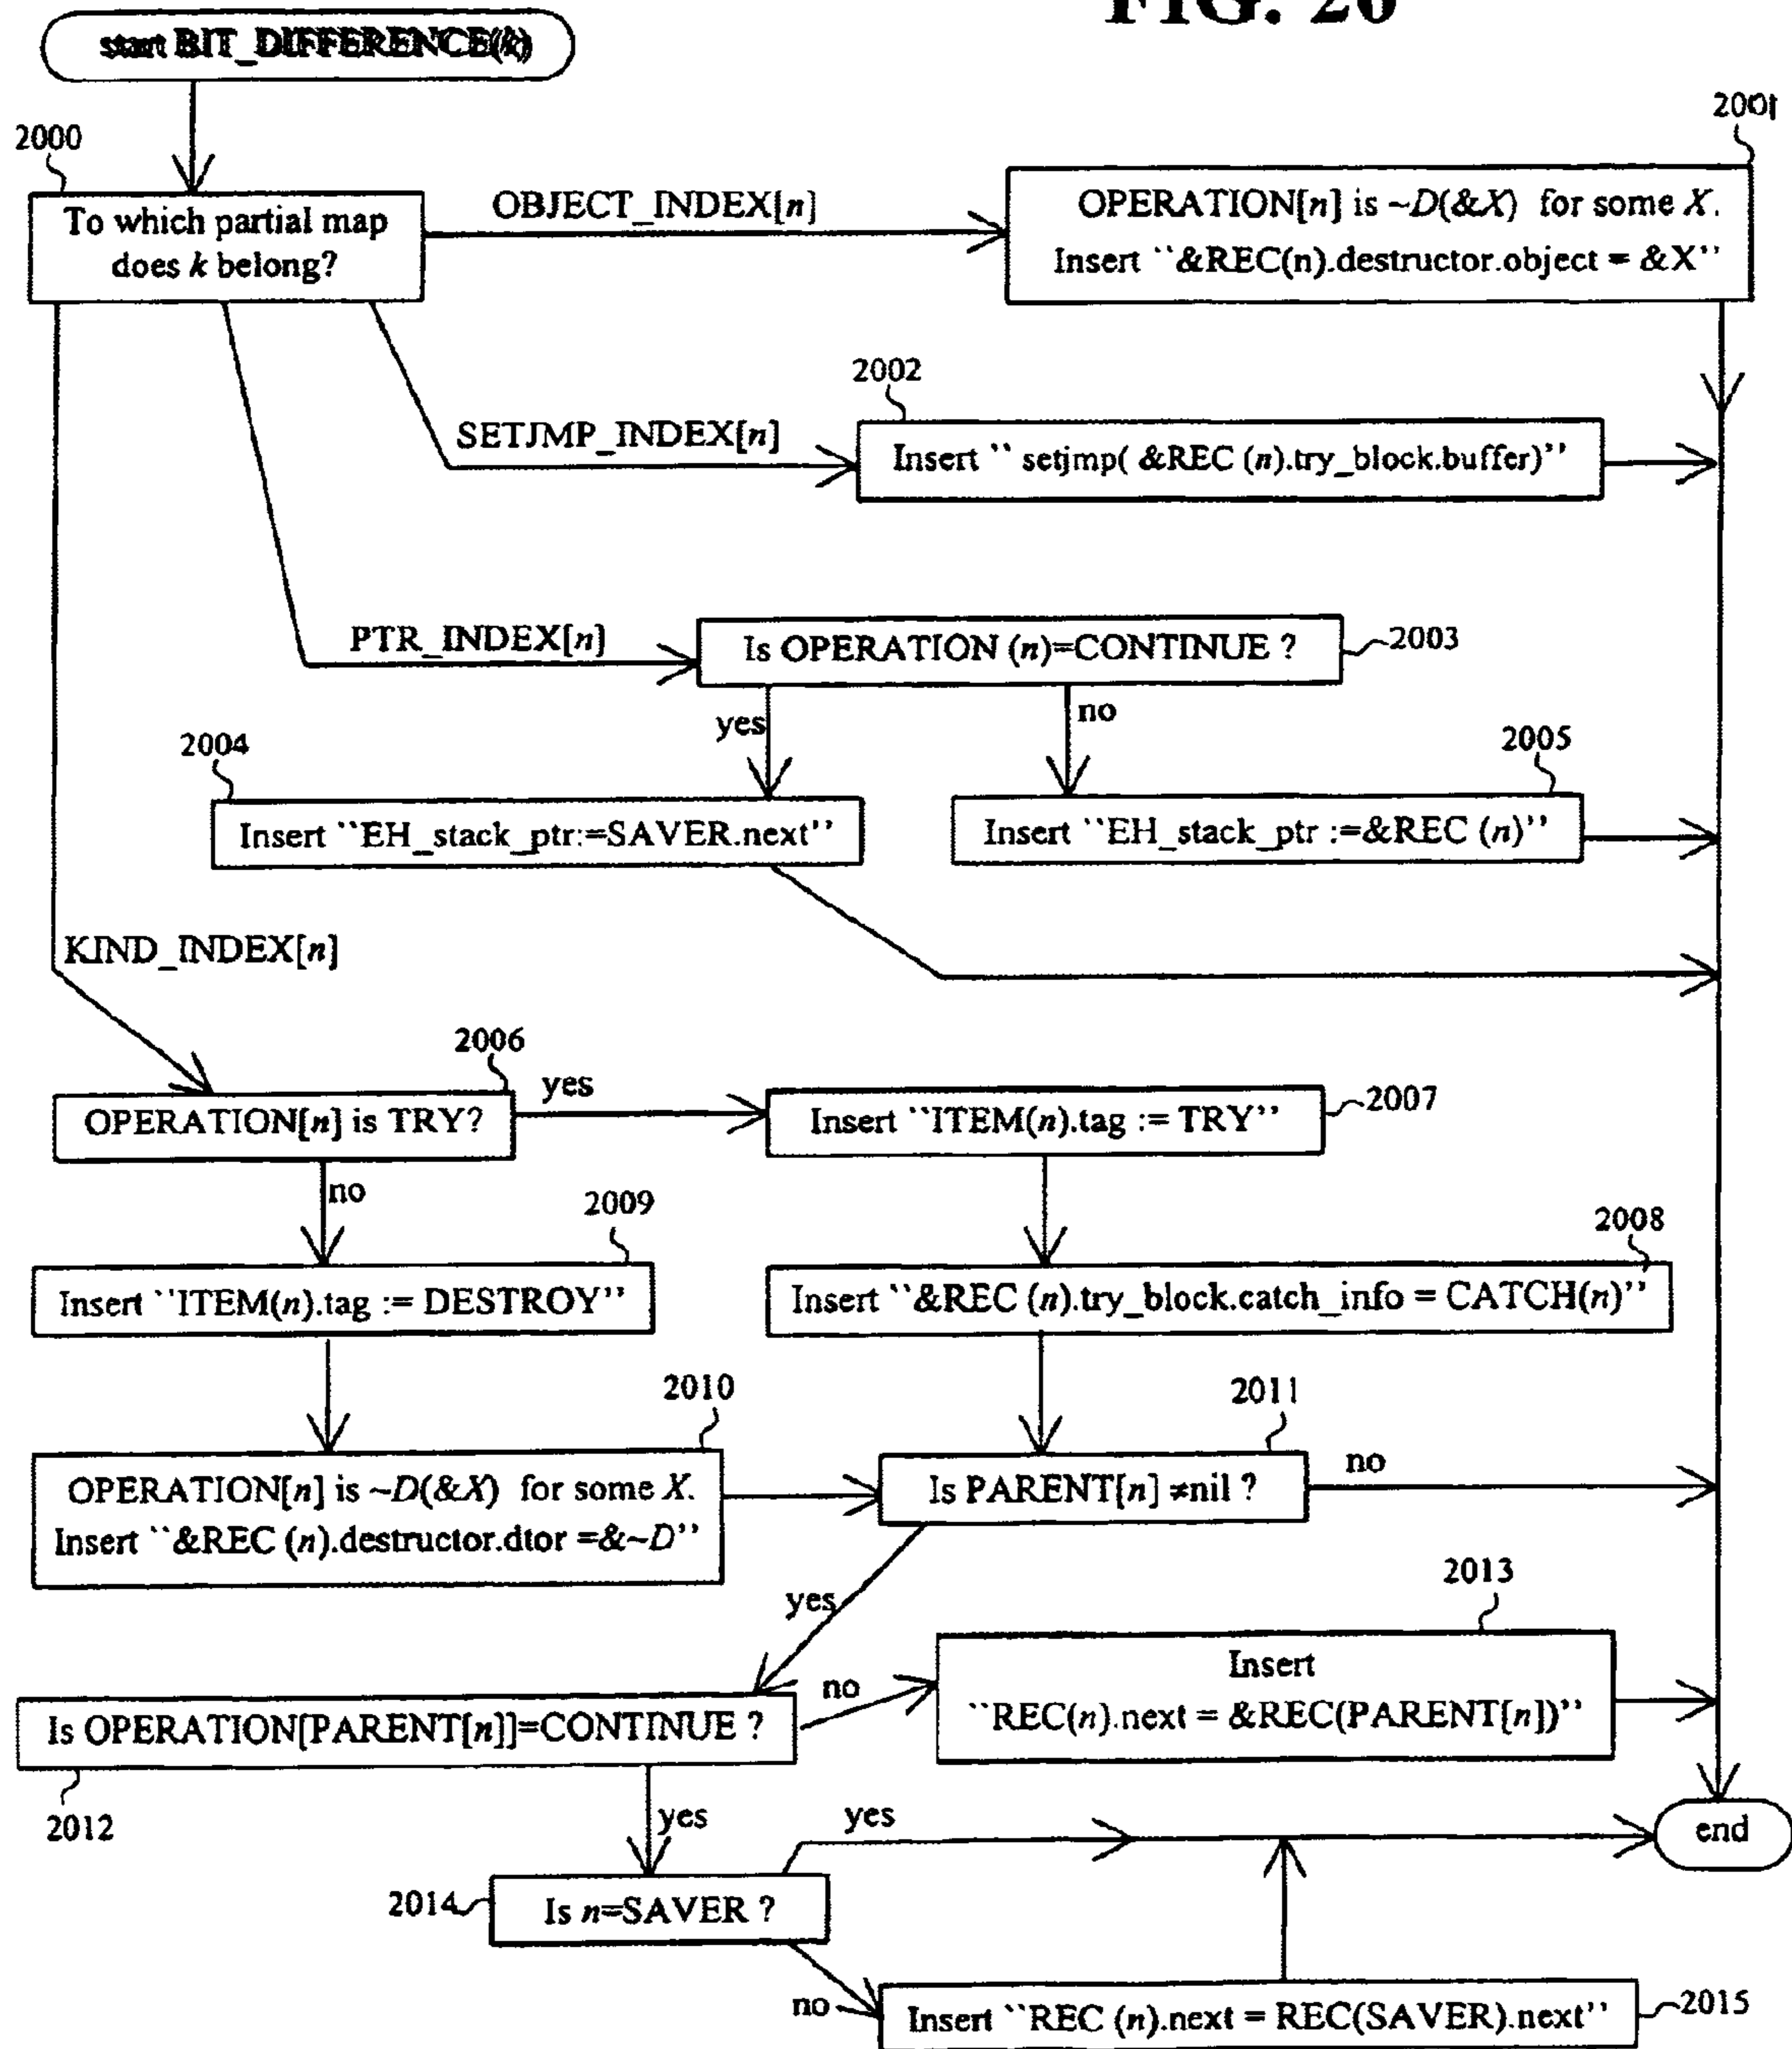 FIG. 20
start BIT_DIFFERENCE(k)
2000
2001
To which partial map
does k belong?
OBJECT_INDEX[n]
OPERATION[n] is ~D(&X) for some X.
Insert ``&REC(n).destructor.object = &X''
2002
SETJMP_INDEX[n]
Insert `` setjmp( &REC (n).try_block.buffer)''
PTR_INDEX[n]
Is OPERATION (n)=CONTINUE ?
2003
yes
no
2004
2005
Insert ``EH_stack_ptr:=SAVER.next''
Insert ``EH_stack_ptr :=&REC (n)''
KIND_INDEX[n]
2006
yes
OPERATION[n] is TRY?
Insert ``ITEM(n).tag := TRY''
2007
no
2009
2008
Insert ``ITEM(n).tag := DESTROY''
Insert ``&REC (n).try_block.catch_info = CATCH(n)''
2010
2011
OPERATION[n] is ~D(&X) for some X.
Insert ``&REC (n).destructor.dtor =&~D''
Is PARENT[n] ≠nil ?
no
yes
2013
Is OPERATION[PARENT[n]]=CONTINUE ?
no
Insert
``REC(n).next = &REC(PARENT[n])''
2012
yes
yes
end
2014
Is n=SAVER ?
no
Insert ``REC (n).next = REC(SAVER).next''
2015